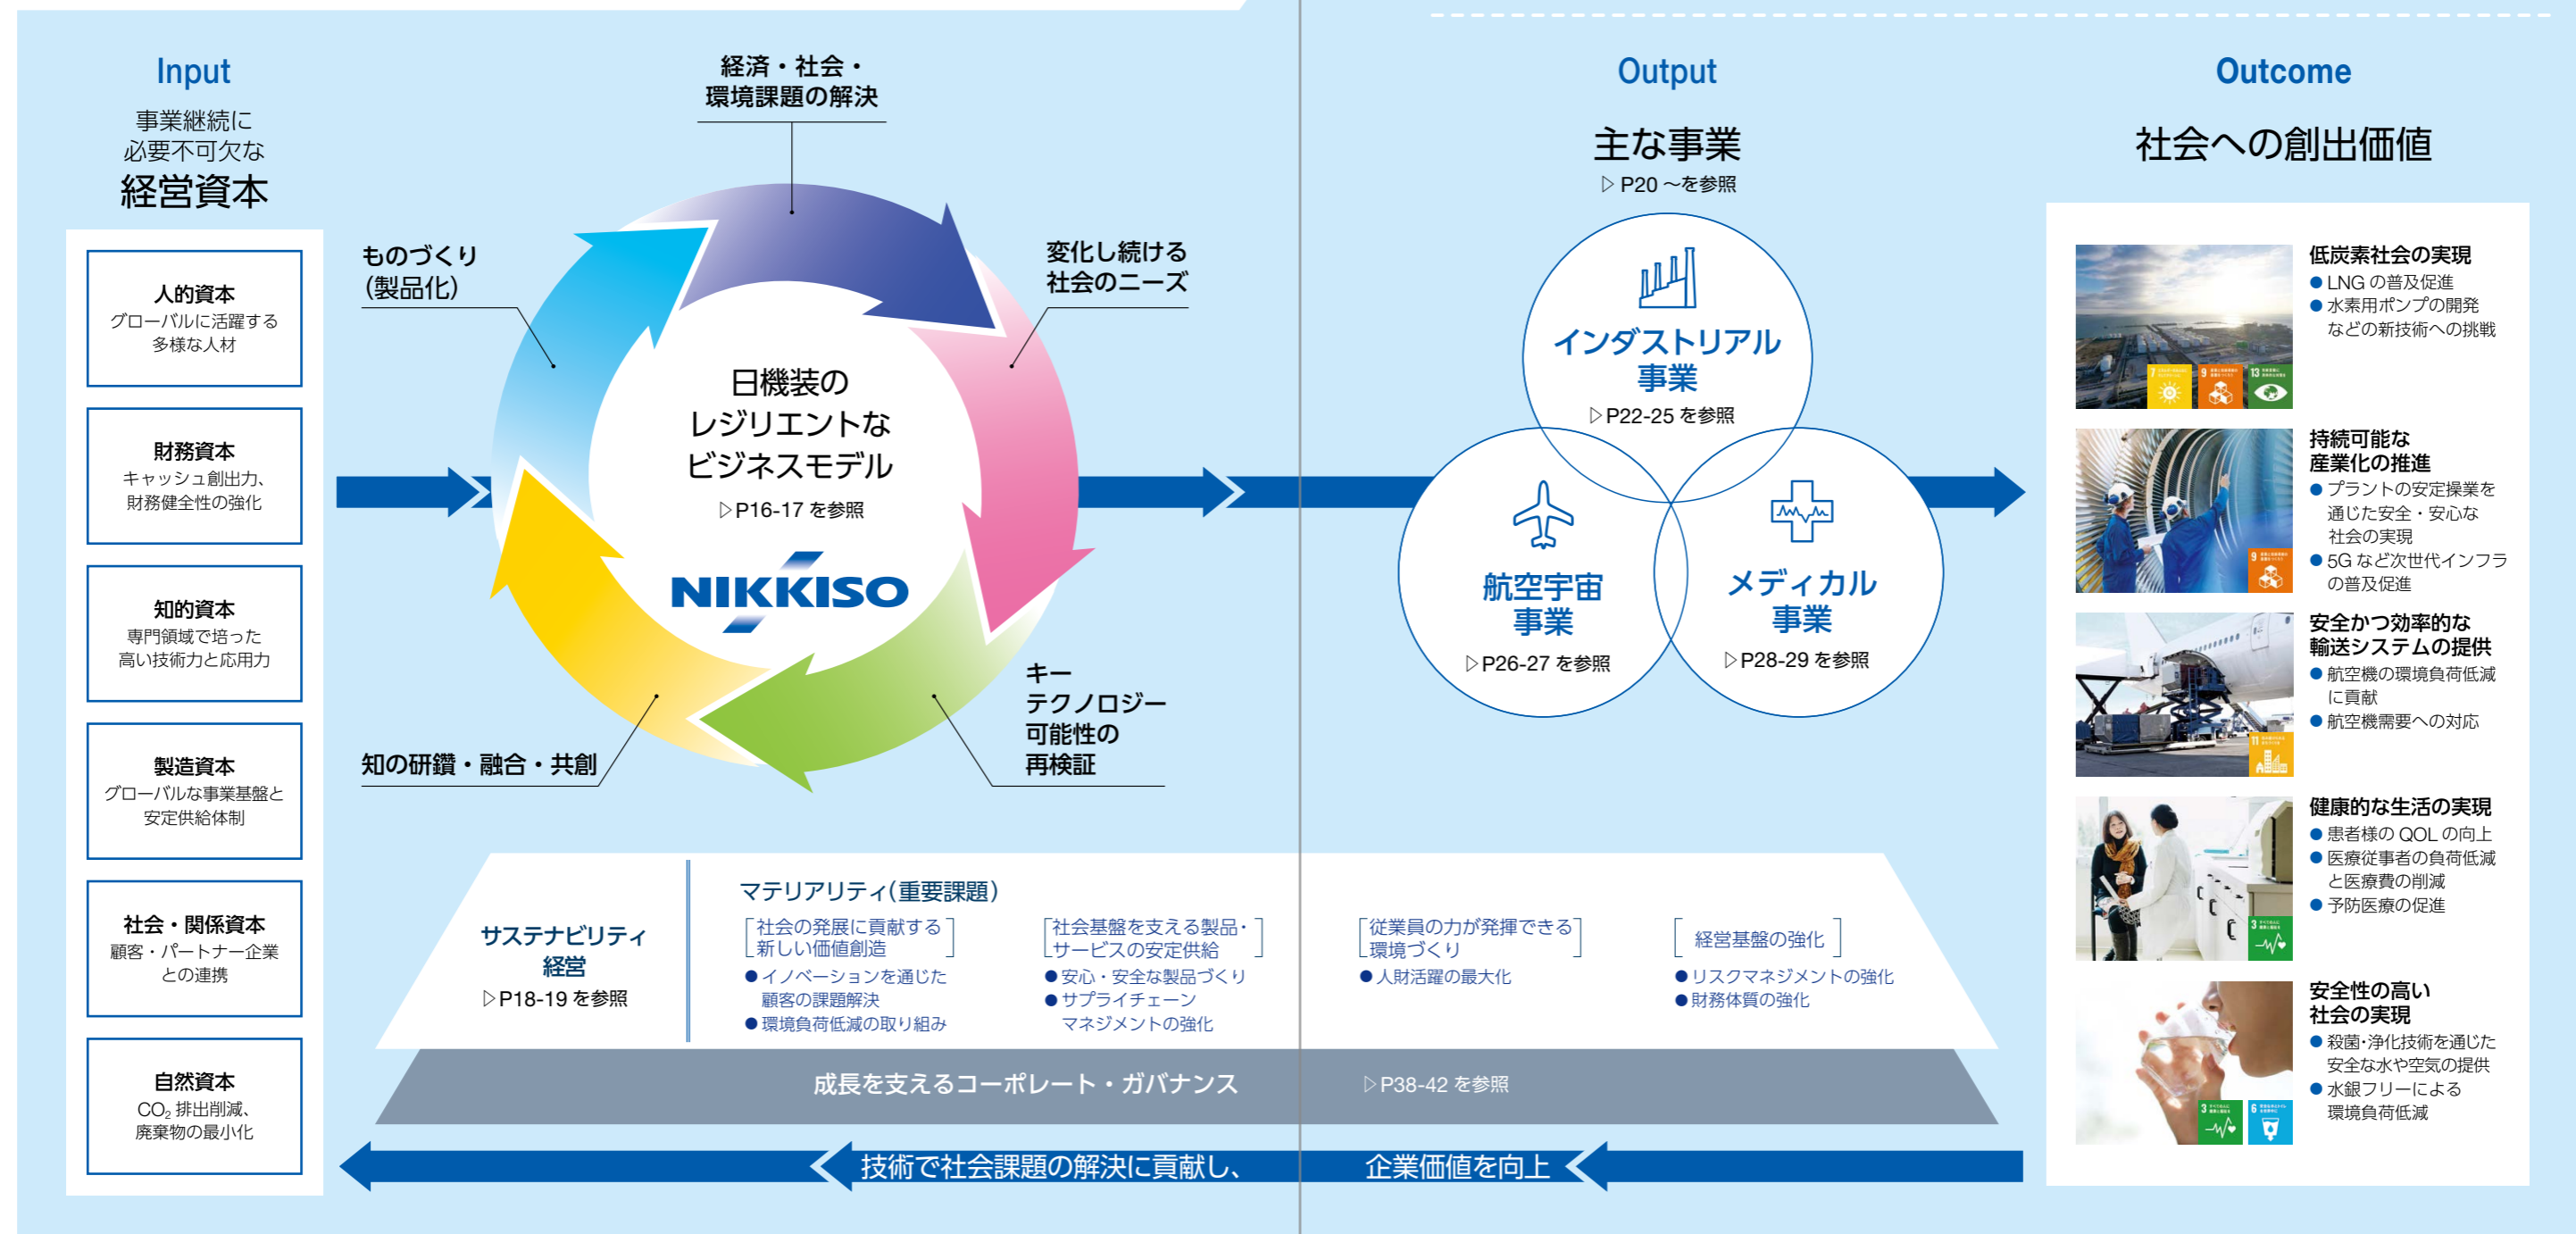 Input
事業継続に
必要不可欠な
経営資本
人的資本
グローバルに活躍する
多様な人材
財務資本
キャッシュ創出力、
財務健全性の強化
知的資本
専門領域で培った
高い技術力と応用力
製造資本
グローバルな事業基盤と
安定供給体制
社会・関係資本
顧客・パートナー企業
との連携
自然資本
CO₂ 排出削減、
廃棄物の最小化
経済・社会・
環境課題の解決
ものづくり
(製品化)
変化し続ける
社会のニーズ
日機装の
レジリエントな
ビジネスモデル
▷P16-17 を参照
NIKKISO
キー
テクノロジー
可能性の
再検証
知の研鑽・融合・共創
Output
主な事業
▷ P20 ～を参照
インダストリアル
事業
▷P22-25 を参照
航空宇宙
事業
▷P26-27 を参照
メディカル
事業
▷P28-29 を参照
サステナビリティ
経営
▷P18-19 を参照
マテリアリティ(重要課題)
社会の発展に貢献する
新しい価値創造
●イノベーションを通じた
顧客の課題解決
●環境負荷低減の取り組み
社会基盤を支える製品・
サービスの安定供給
●安心・安全な製品づくり
●サプライチェーン
マネジメントの強化
従業員の力が発揮できる
環境づくり
●人財活躍の最大化
経営基盤の強化
●リスクマネジメントの強化
●財務体質の強化
成長を支えるコーポレート・ガバナンス ▷P38-42 を参照
技術で社会課題の解決に貢献し、 企業価値を向上
Outcome
社会への創出価値
低炭素社会の実現
●LNG の普及促進
●水素用ポンプの開発
などの新技術への挑戦
7 9 13
持続可能な
産業化の推進
●プラントの安定操業を
通じた安全・安心な
社会の実現
●5G など次世代インフラ
の普及促進
9
安全かつ効率的な
輸送システムの提供
●航空機の環境負荷低減
に貢献
●航空機需要への対応
11
健康的な生活の実現
●患者様の QOL の向上
●医療従事者の負荷低減
と医療費の削減
●予防医療の促進
3
安全性の高い
社会の実現
●殺菌・浄化技術を通じた
安全な水や空気の提供
●水銀フリーによる
環境負荷低減
3 6